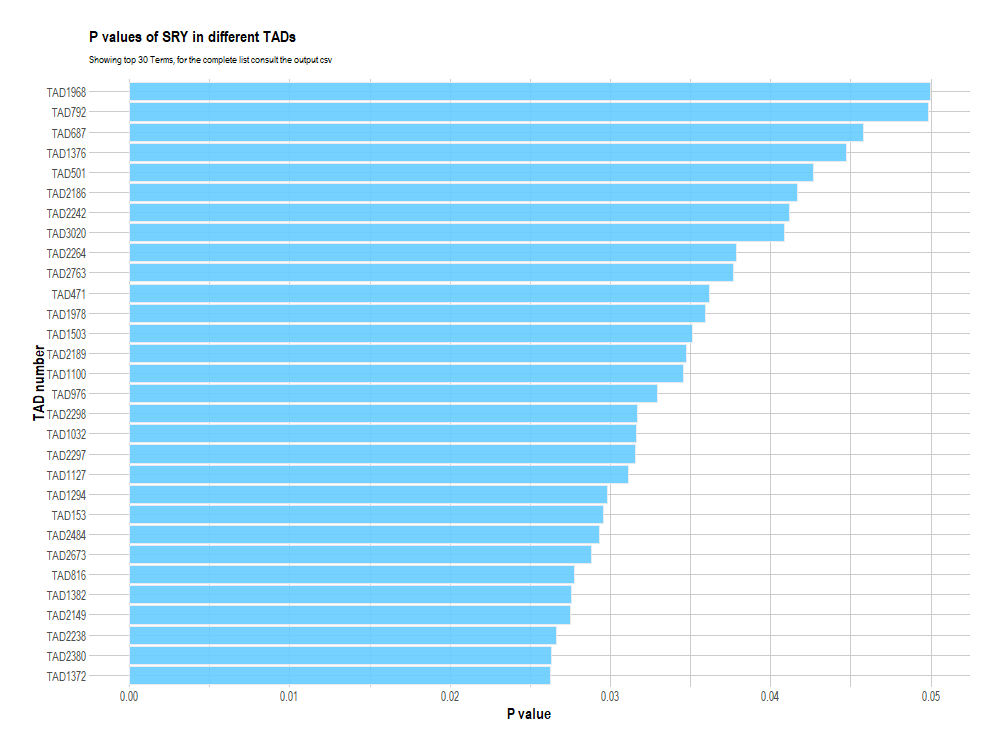 P values of SRY in different TADs
Showing top 30 Terms, for the complete list consult the output csv
TAD number
TAD1968
TAD792
TAD687
TAD1376
TAD501
TAD2186
TAD2242
TAD3020
TAD2264
TAD2763
TAD471
TAD1978
TAD1503
TAD2189
TAD1100
TAD976
TAD2298
TAD1032
TAD2297
TAD1127
TAD1294
TAD153
TAD2484
TAD2673
TAD816
TAD1382
TAD2149
TAD2238
TAD2380
TAD1372
0.00 0.01 0.02 0.03 0.04 0.05
P value